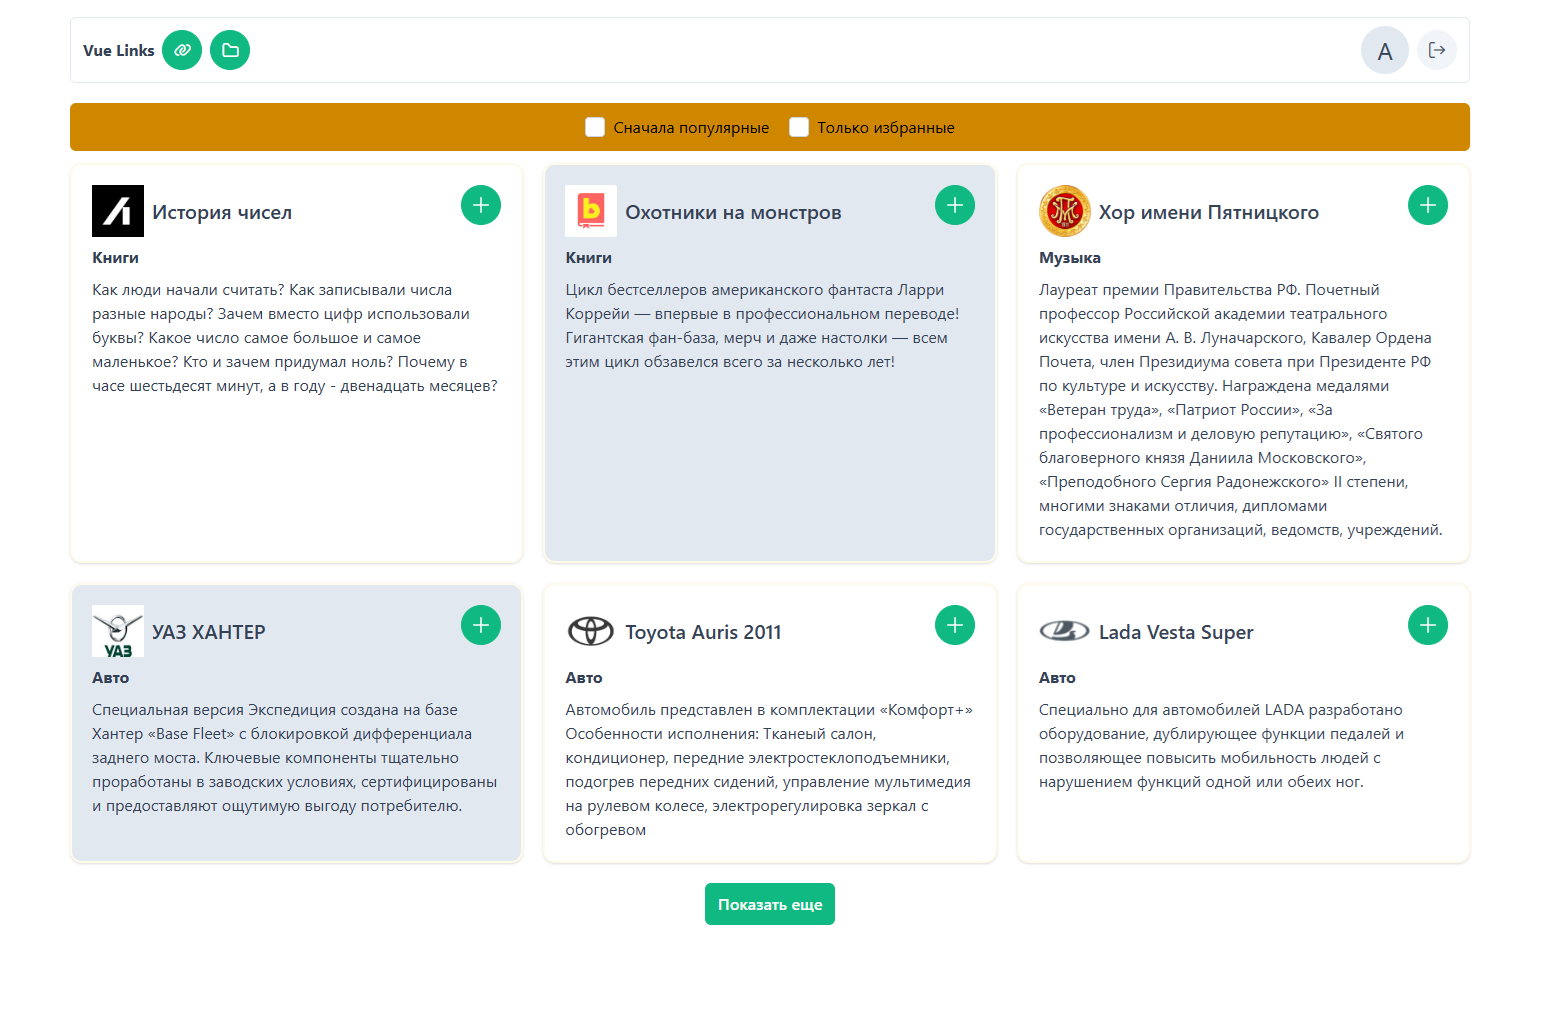 Vue Links
A
Сначала популярные
Только избранные
История чисел
Книги
Как люди начали считать? Как записывали числа
разные народы? Зачем вместо цифр использовали
буквы? Какое число самое большое и самое
маленькое? Кто и зачем придумал ноль? Почему в
часе шестьдесят минут, а в году - двенадцать месяцев?
b
Охотники на монстров
Книги
Цикл бестселлеров американского фантаста Ларри
Коррейи — впервые в профессиональном переводе!
Гигантская фан-база, мерч и даже настолки — всем
этим цикл обзавелся всего за несколько лет!
Хор имени Пятницкого
Музыка
Лауреат премии Правительства РФ. Почетный
профессор Российской академии театрального
искусства имени А. В. Луначарского, Кавалер Ордена
Почета, член Президиума совета при Президенте РФ
по культуре и искусству. Награждена медалями
«Ветеран труда», «Патриот России», «За
профессионализм и деловую репутацию», «Святого
благоверного князя Даниила Московского»,
«Преподобного Сергия Радонежского» II степени,
многими знаками отличия, дипломами
государственных организаций, ведомств, учреждений.
УАЗ
УАЗ ХАНТЕР
Авто
Специальная версия Экспедиция создана на базе
Хантер «Base Fleet» с блокировкой дифференциала
заднего моста. Ключевые компоненты тщательно
проработаны в заводских условиях, сертифицированы
и предоставляют ощутимую выгоду потребителю.
Toyota Auris 2011
Авто
Автомобиль представлен в комплектации «Комфорт+»
Особенности исполнения: Тканеый салон,
кондиционер, передние электростеклоподъемники,
подогрев передних сидений, управление мультимедия
на рулевом колесе, электрорегулировка зеркал с
обогревом
Lada Vesta Super
Авто
Специально для автомобилей LADA разработано
оборудование, дублирующее функции педалей и
позволяющее повысить мобильность людей с
нарушением функций одной или обеих ног.
Показать еще